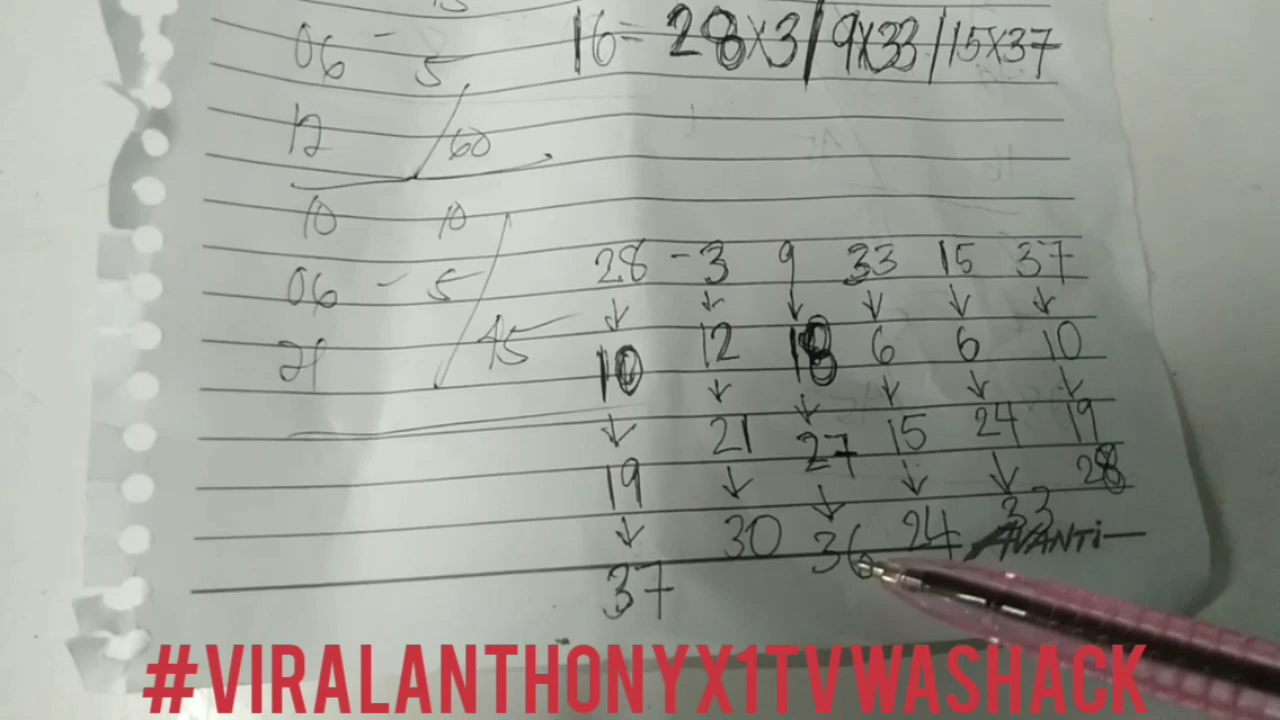 06 - 5
16 = 28x3/9x33/15x37
12 /60
10 10
06 - 5
28 - 3 9 33 15 37
45
21
10 12 18 6 6 10
19 21 27 15 24 19
28
37 30 36 24 33
AVANTI
#VIRALANTHONYX1TVWASHACK